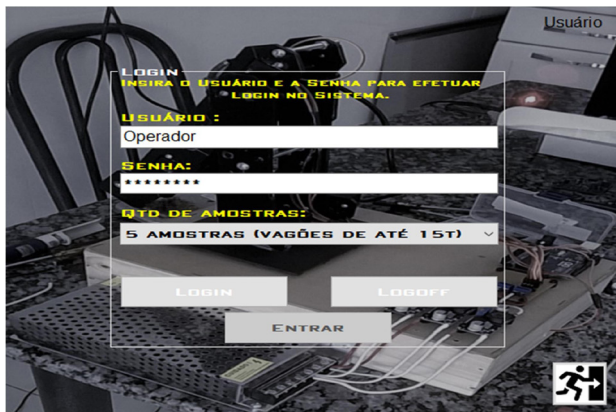 Usuário
Login
Insira o Usuário e a Senha para efetuar
Login no Sistema.
Usuário :
Operador
Senha:
********
Qtd de amostras:
5 amostras (vagões de até 15t)
Login Logoff
Entrar